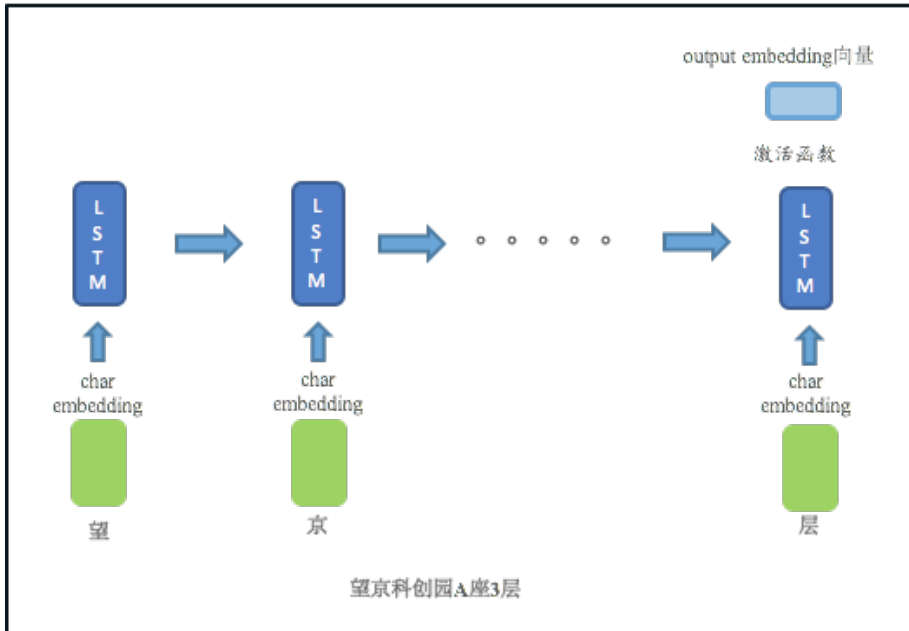 output embedding向量
激活函数
L
S
T
M
L
S
T
M
L
S
T
M
char
embedding
char
embedding
char
embedding
望
京
层
望京科创园A座3层